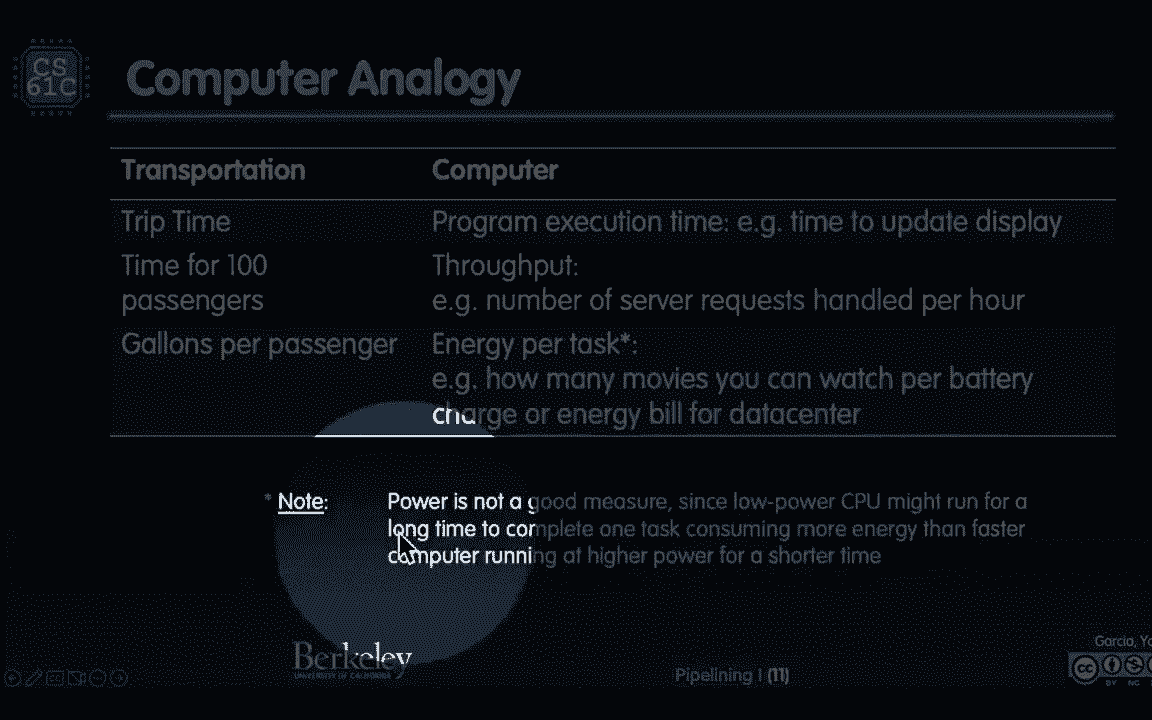 CS
61C
Computer Analogy
Transportation Computer
Trip Time Program execution time: e.g. time to update display
Time for 100 Throughput:
passengers e.g. number of server requests handled per hour
Gallons per passenger Energy per task*:
e.g. how many movies you can watch per battery
charge or energy bill for datacenter
* Note: Power is not a good measure, since low-power CPU might run for a
long time to complete one task consuming more energy than faster
computer running at higher power for a shorter time
Berkeley
UNIVERSITY OF CALIFORNIA
Pipelining I (11)
Garcia, Yo
cc
BY NC